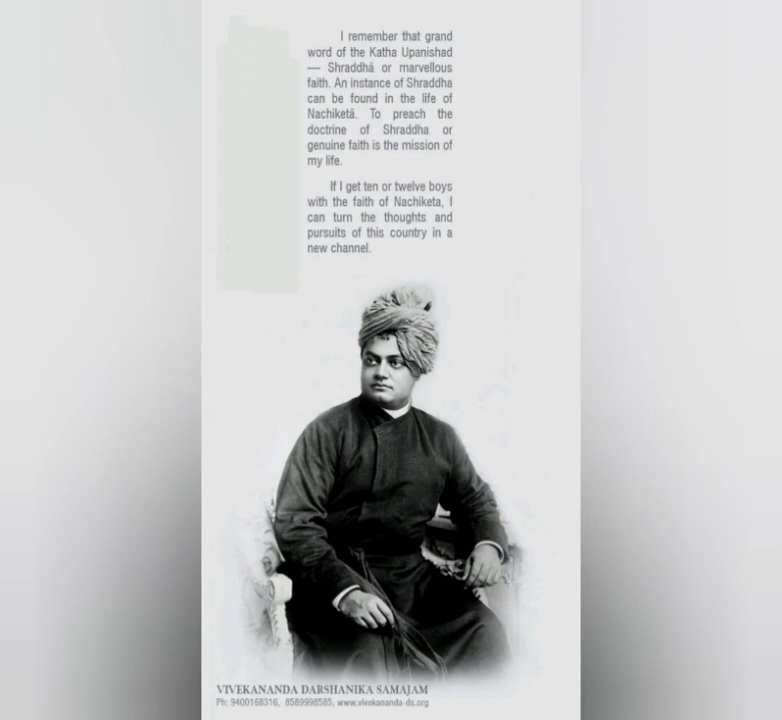 I remember that grand
word of the Katha Upanishad
— Shraddhá or marvellous
faith. An instance of Shraddha
can be found in the life of
Nachiketá. To preach the
doctrine of Shraddha or
genuine faith is the mission of
my life.
If I get ten or twelve boys
with the faith of Nachiketa, I
can turn the thoughts and
pursuits of this country in a
new channel.
VIVEKANANDA DARSHANIKA SAMAJAM
Ph: 9400168316, 8589998585, www.vivekananda-ds.org